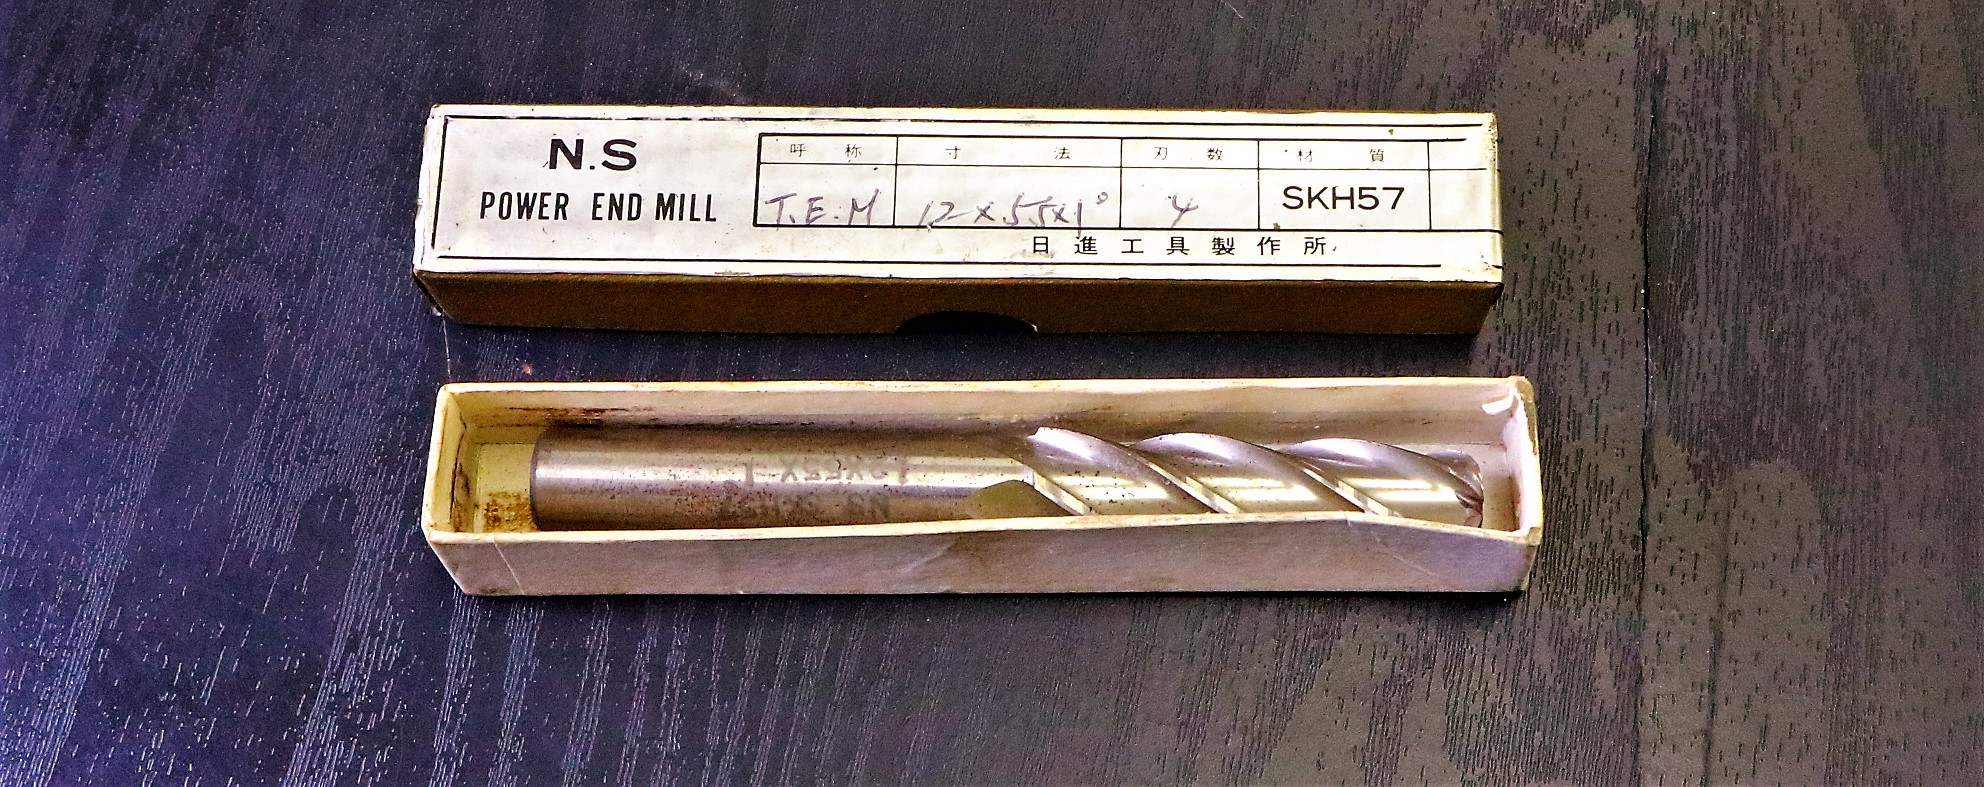 N.S
POWER END MILL
呼称 寸法 刃数 材質
T.E.M 12×55×1° 4 SKH57
日進工具製作所